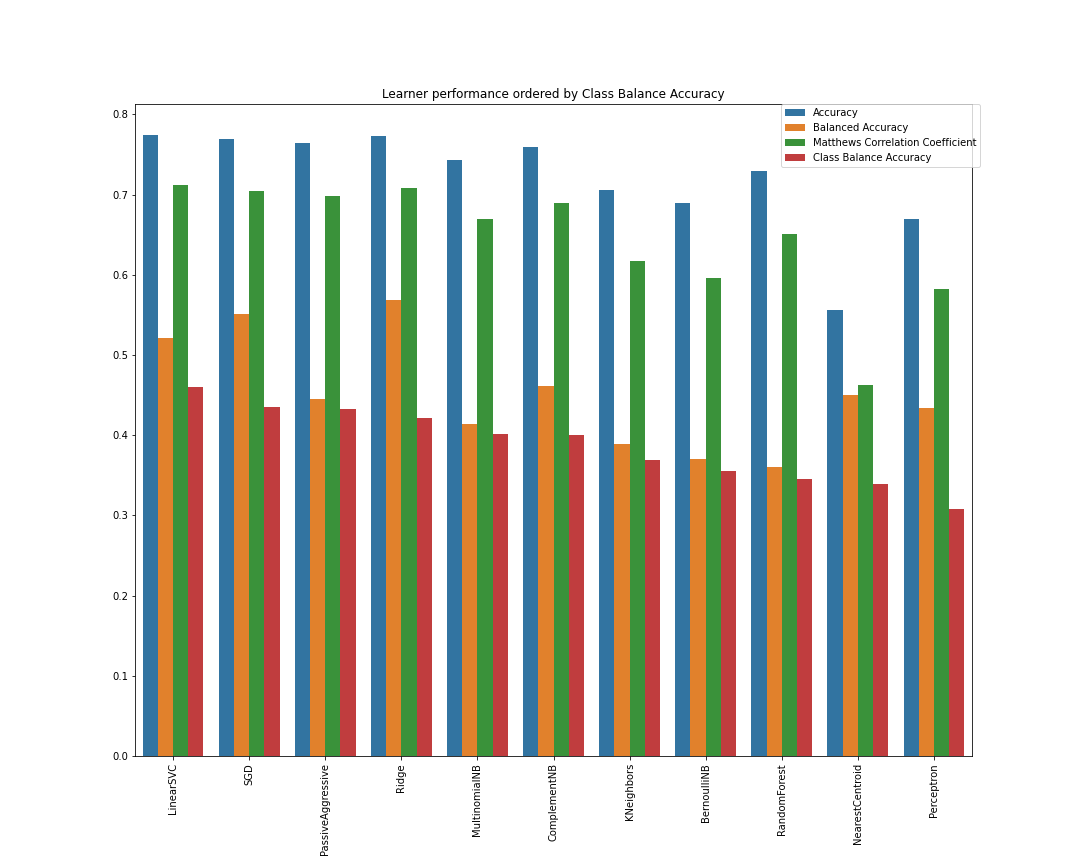 Learner performance ordered by Class Balance Accuracy
Accuracy
Balanced Accuracy
Matthews Correlation Coefficient
Class Balance Accuracy
0.8
0.7
0.6
0.5
0.4
0.3
0.2
0.1
0.0
LinearSVC
SGD
PassiveAggressive
Ridge
MultinomialNB
ComplementNB
KNeighbors
BernoulliNB
RandomForest
NearestCentroid
Perceptron